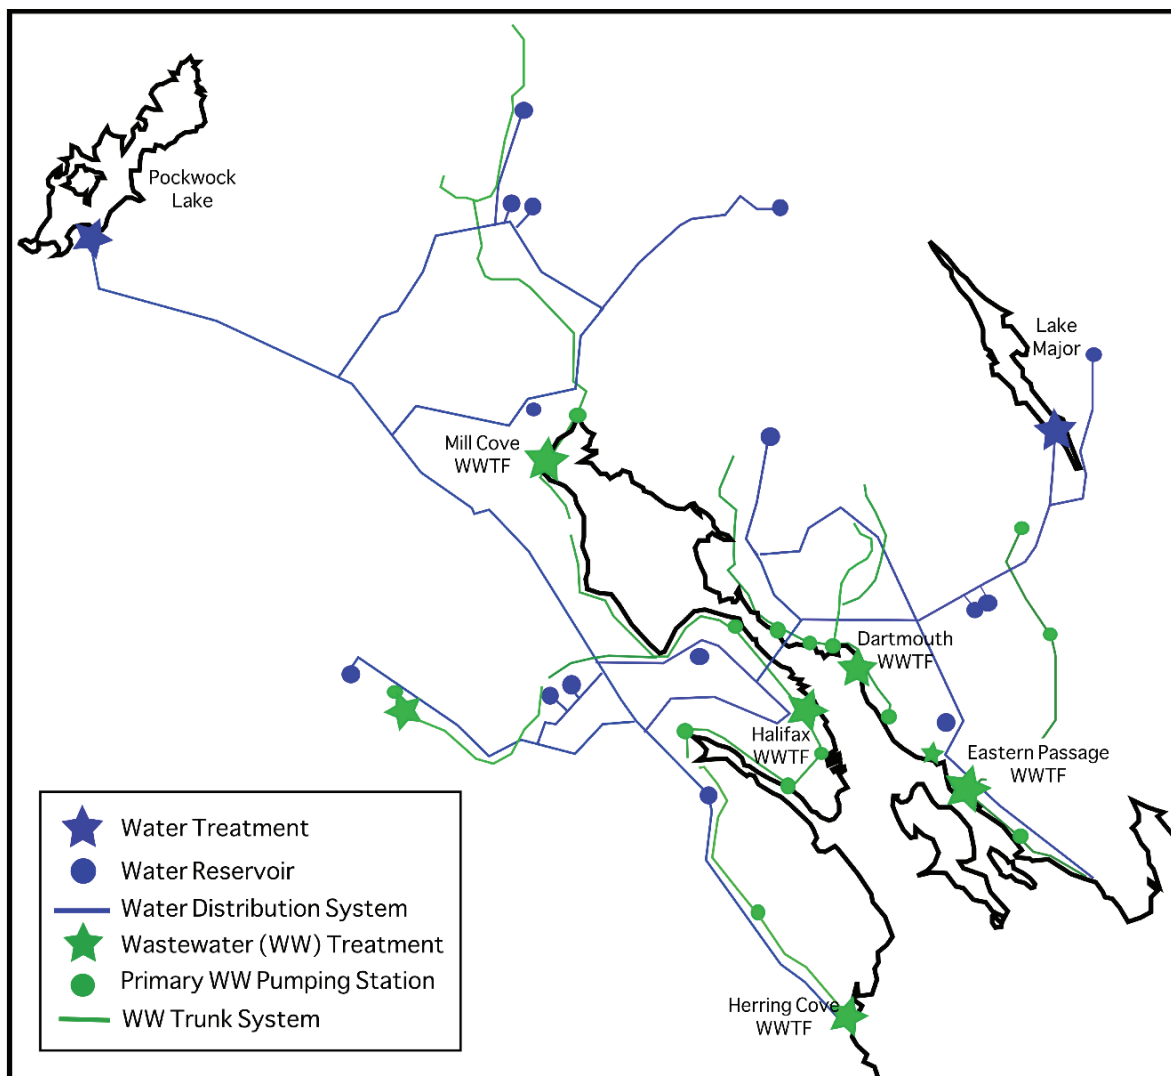 Pockwock
Lake
Lake
Major
Mill Cove
WWTF
Dartmouth
WWTF
Halifax
WWTF
Eastern Passage
WWTF
Herring Cove
WWTF
Water Treatment
Water Reservoir
Water Distribution System
Wastewater (WW) Treatment
Primary WW Pumping Station
WW Trunk System